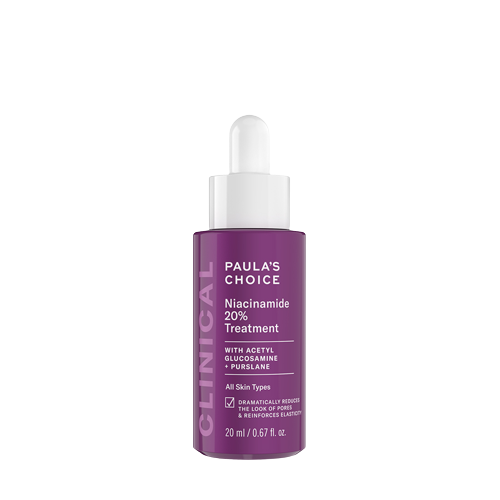 CLINICAL
PAULA'S
CHOICE
Niacinamide
20%
Treatment
WITH ACETYL
GLUCOSAMINE
+ PURSLANE
All Skin Types
DRAMATICALLY REDUCES
THE LOOK OF PORES
& REINFORCES ELASTICITY
20 ml / 0.67 fl. oz.